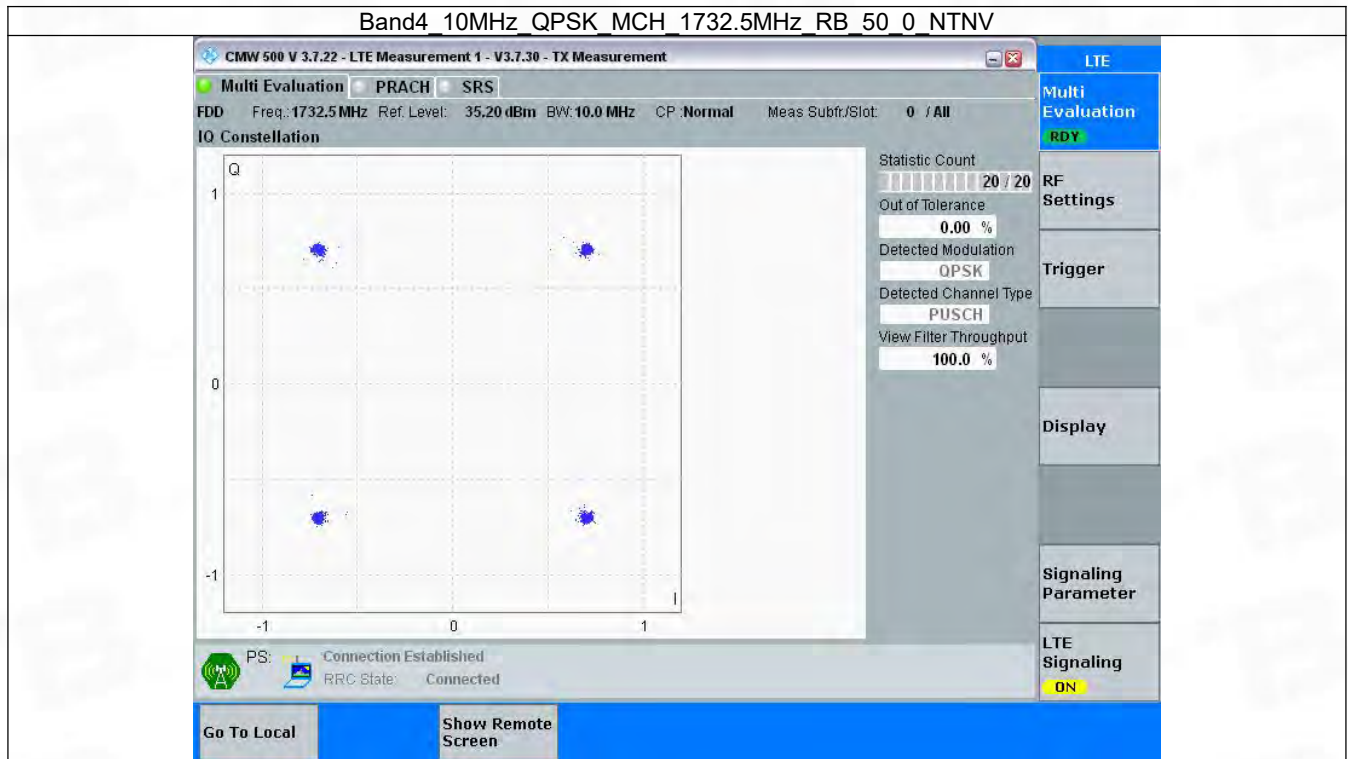 Band4_10MHz_QPSK_MCH_1732.5MHz_RB_50_0_NTNV
CMW 500 V 3.7.22 - LTE Measurement 1 - V3.7.30 - TX Measurement
LTE
Multi Evaluation PRACH SRS
FDD Freq.: 1732.5 MHz Ref. Level: 35.20 dBm BW: 10.0 MHz CP :Normal Meas Subfr./Slot: 0 / All
IQ Constellation
Q
1
0
-1
I
-1 0 1
Statistic Count
20 / 20
Out of Tolerance
0.00 %
Detected Modulation
QPSK
Detected Channel Type
PUSCH
View Filter Throughput
100.0 %
Multi
Evaluation
RDY
RF
Settings
Trigger
Display
Signaling
Parameter
LTE
Signaling
ON
PS: Connection Established
RRC State: Connected
Go To Local
Show Remote
Screen